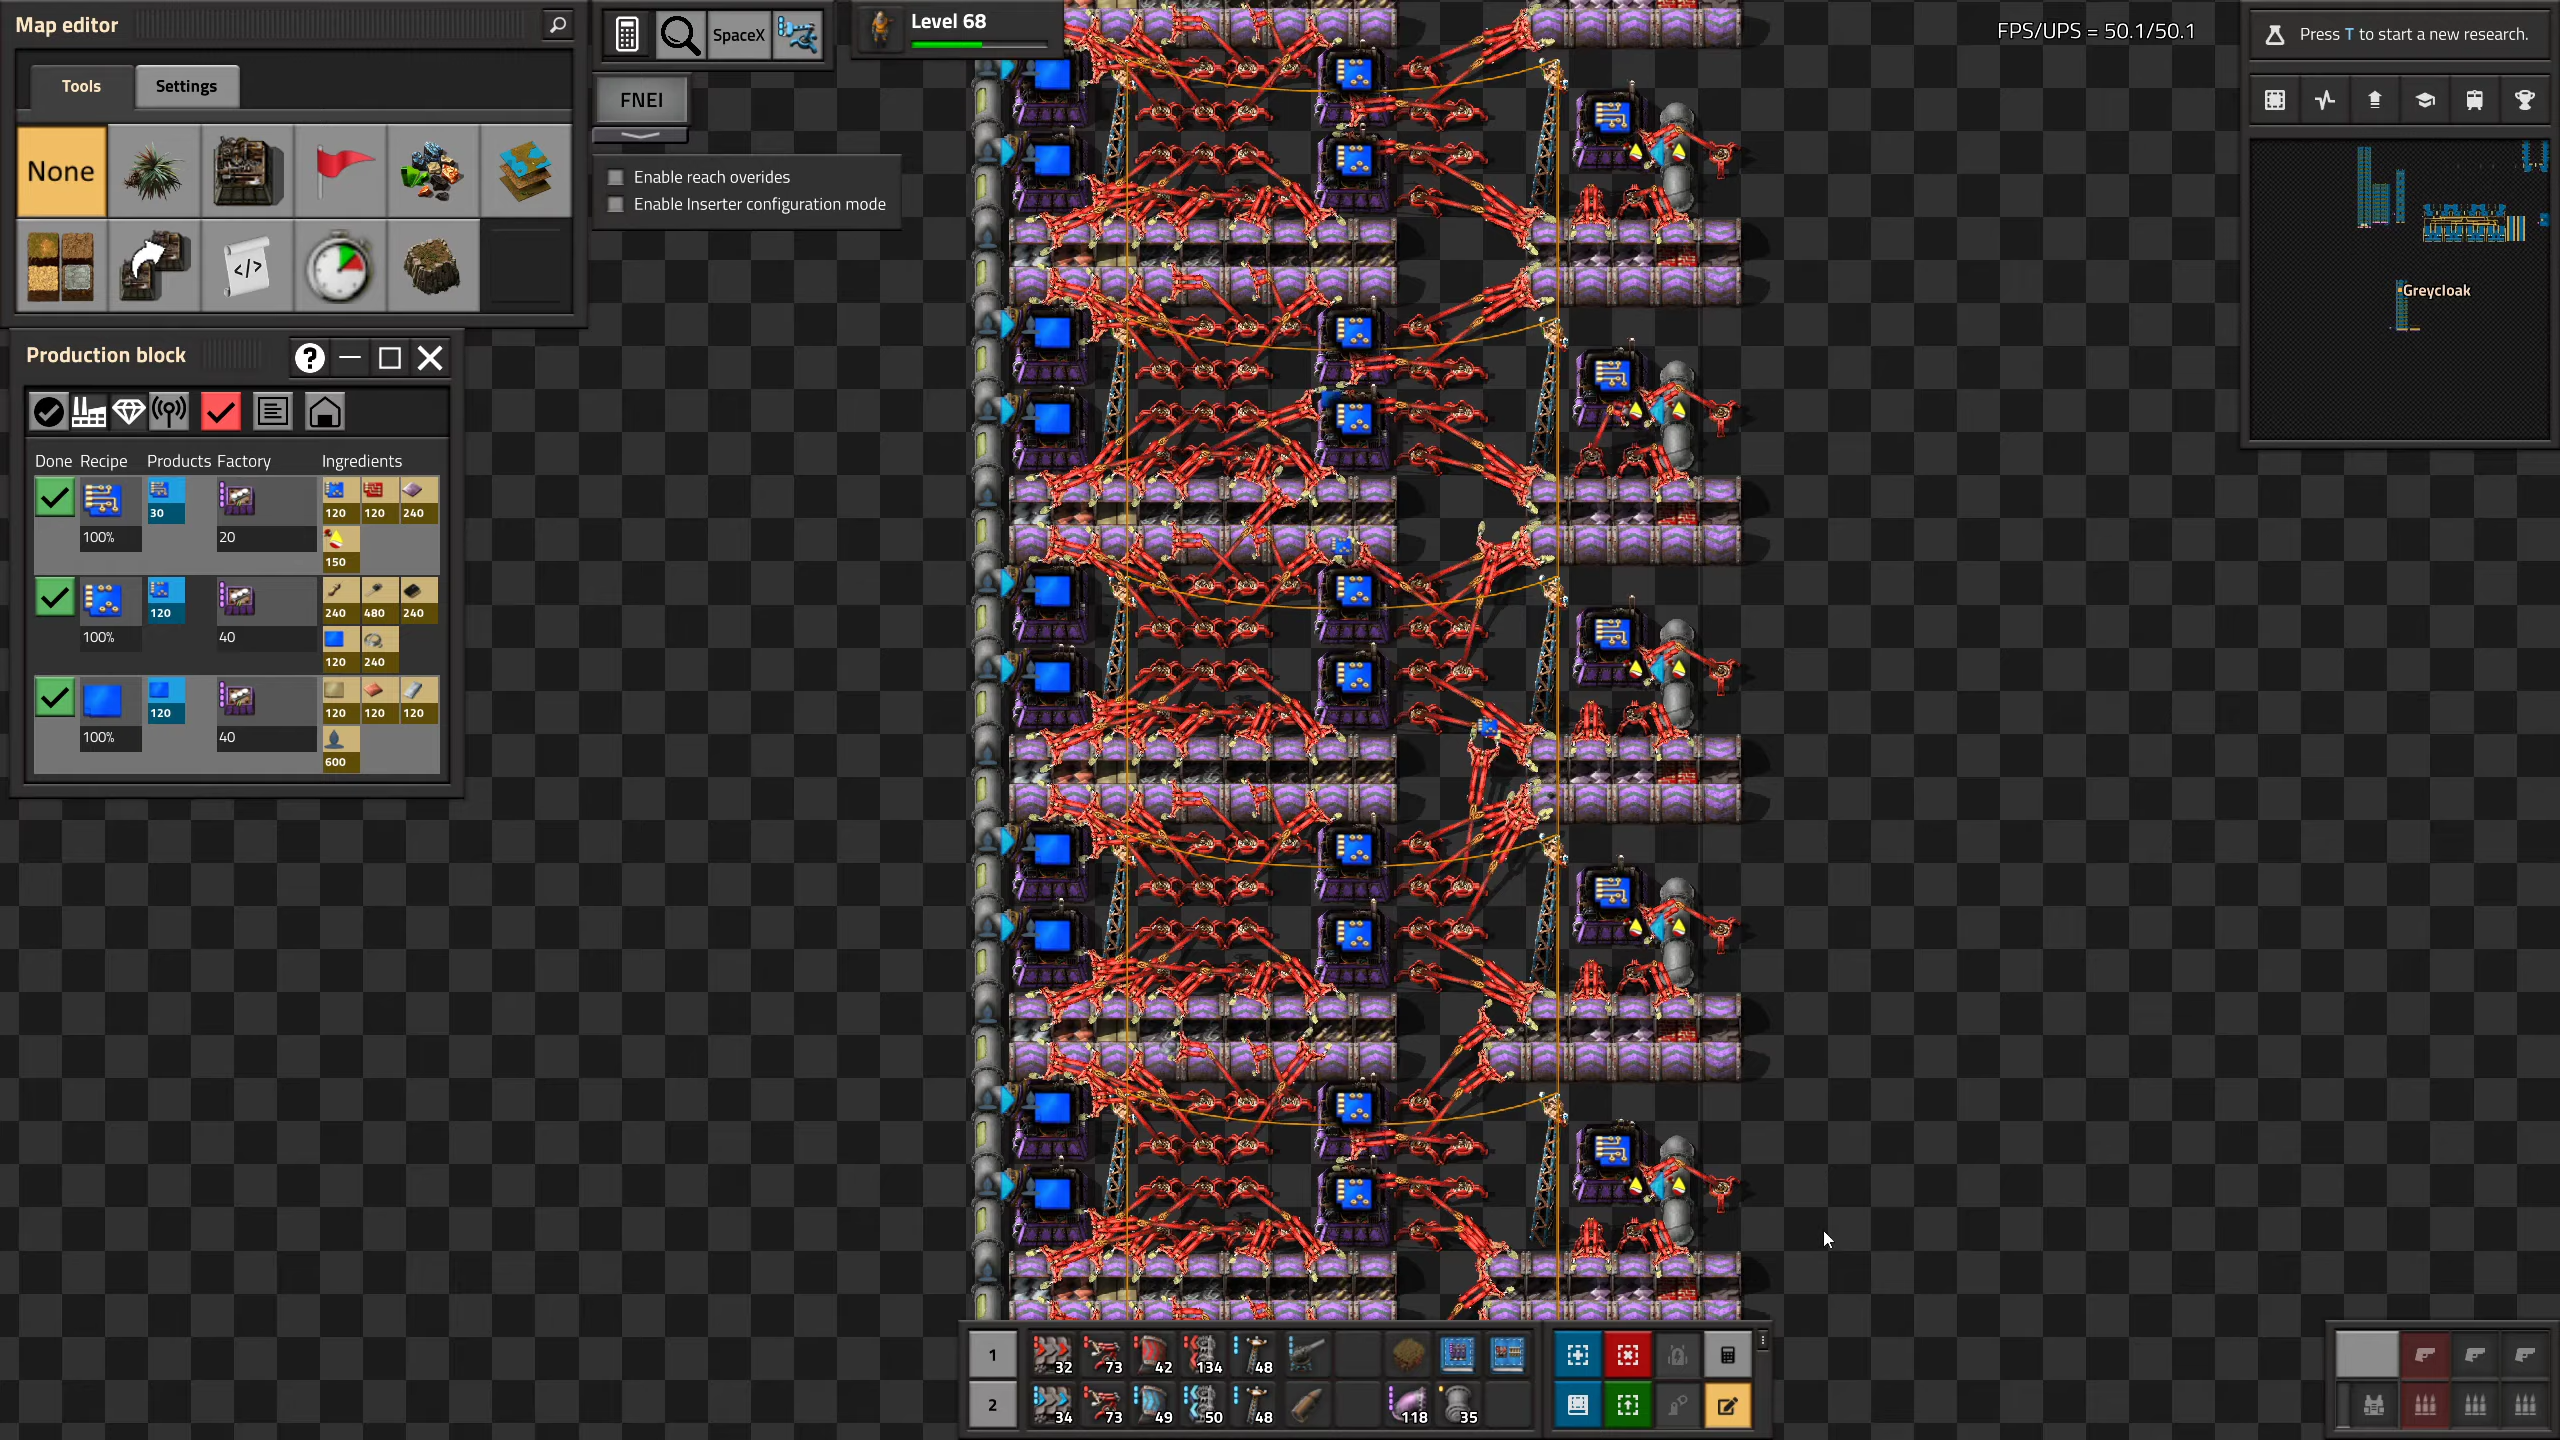 Map editor
Tools
Settings
None
</>
SpaceX
Level 68
FNEI
Enable reach overides
Enable Inserter configuration mode
FPS/UPS = 50.1/50.1
Press T to start a new research.
Greycloak
Production block
?
Done Recipe Products Factory Ingredients
30
120 120 240
100%
20
150
120
240 480 240
100%
40
120 240
120
120 120 120
100%
40
600
1
32 73 42 134 48
2
34 73 49 50 48 118 35